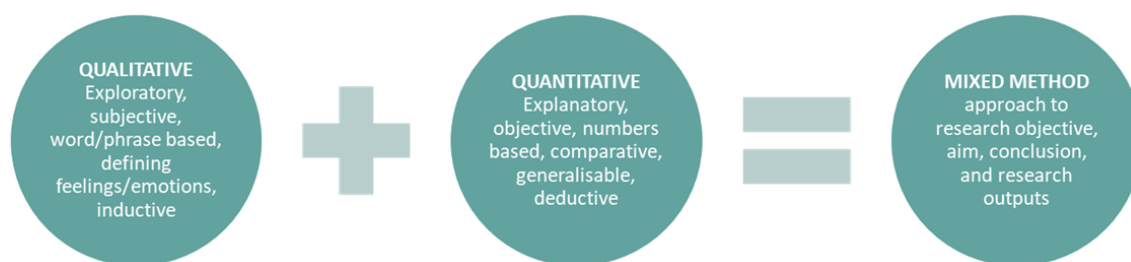 QUALITATIVE
Exploratory,
subjective,
word/phrase based,
defining
feelings/emotions,
inductive
QUANTITATIVE
Explanatory,
objective, numbers
based, comparative,
generalisable,
deductive
MIXED METHOD
approach to
research objective,
aim, conclusion,
and research
outputs